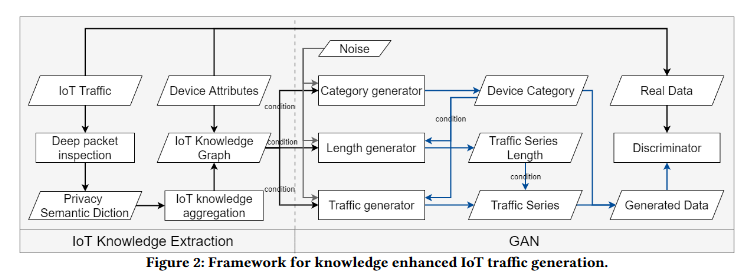 Noise
IoT Traffic
Device Attributes
Category generator
Device Category
Real Data
condition
condition
Deep packet
inspection
IoT Knowledge
Graph
condition
Length generator
Traffic Series
Length
Discriminator
condition
condition
Privacy
Semantic Diction
IoT knowledge
aggregation
Traffic generator
Traffic Series
Generated Data
IoT Knowledge Extraction
GAN
Figure 2: Framework for knowledge enhanced IoT traffic generation.